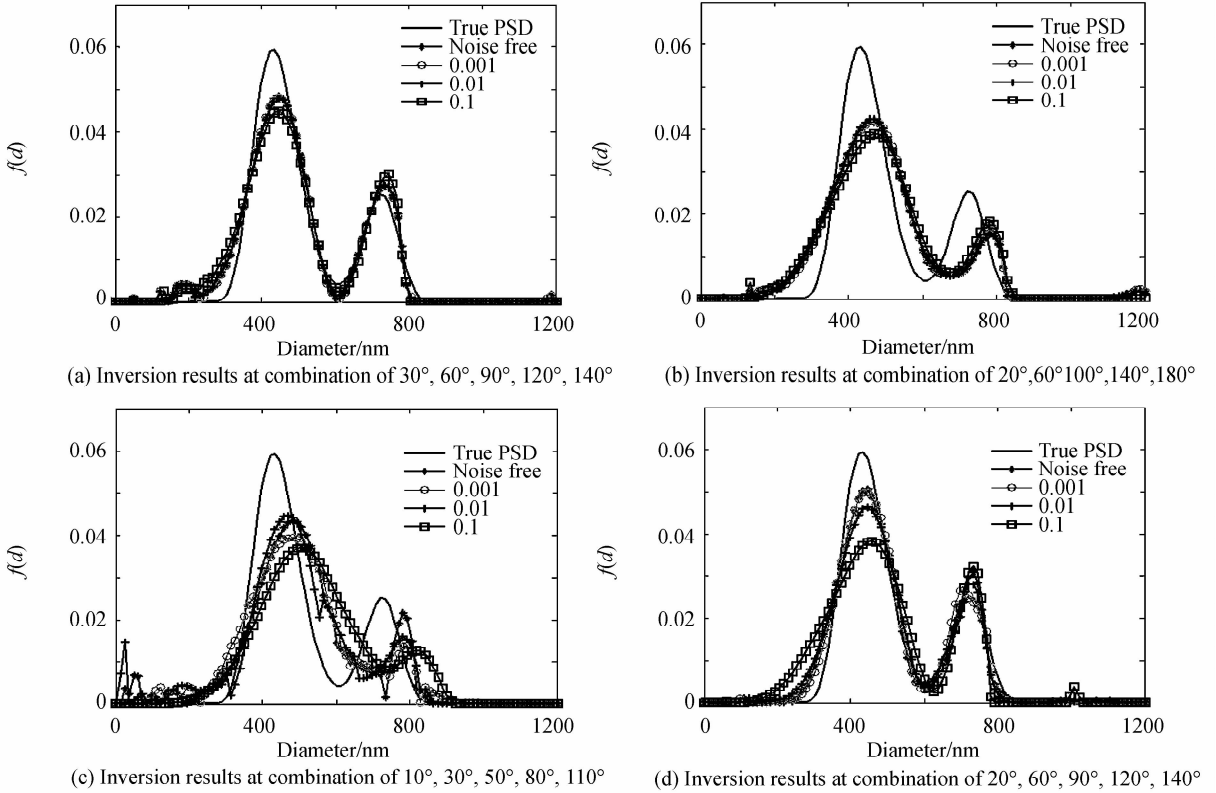 True PSD
Noise free
0.001
0.01
0.1
f(d)
0.06
0.04
0.02
0
0 400 800 1200
Diameter/nm
(a) Inversion results at combination of 30°, 60°, 90°, 120°, 140°
True PSD
Noise free
0.001
0.01
0.1
f(d)
0.06
0.04
0.02
0
0 400 800 1200
Diameter/nm
(b) Inversion results at combination of 20°,60°100°,140°,180°
True PSD
Noise free
0.001
0.01
0.1
f(d)
0.06
0.04
0.02
0
0 400 800 1200
Diameter/nm
(c) Inversion results at combination of 10°, 30°, 50°, 80°, 110°
True PSD
Noise free
0.001
0.01
0.1
f(d)
0.06
0.04
0.02
0
0 400 800 1200
Diameter/nm
(d) Inversion results at combination of 20°, 60°, 90°, 120°, 140°